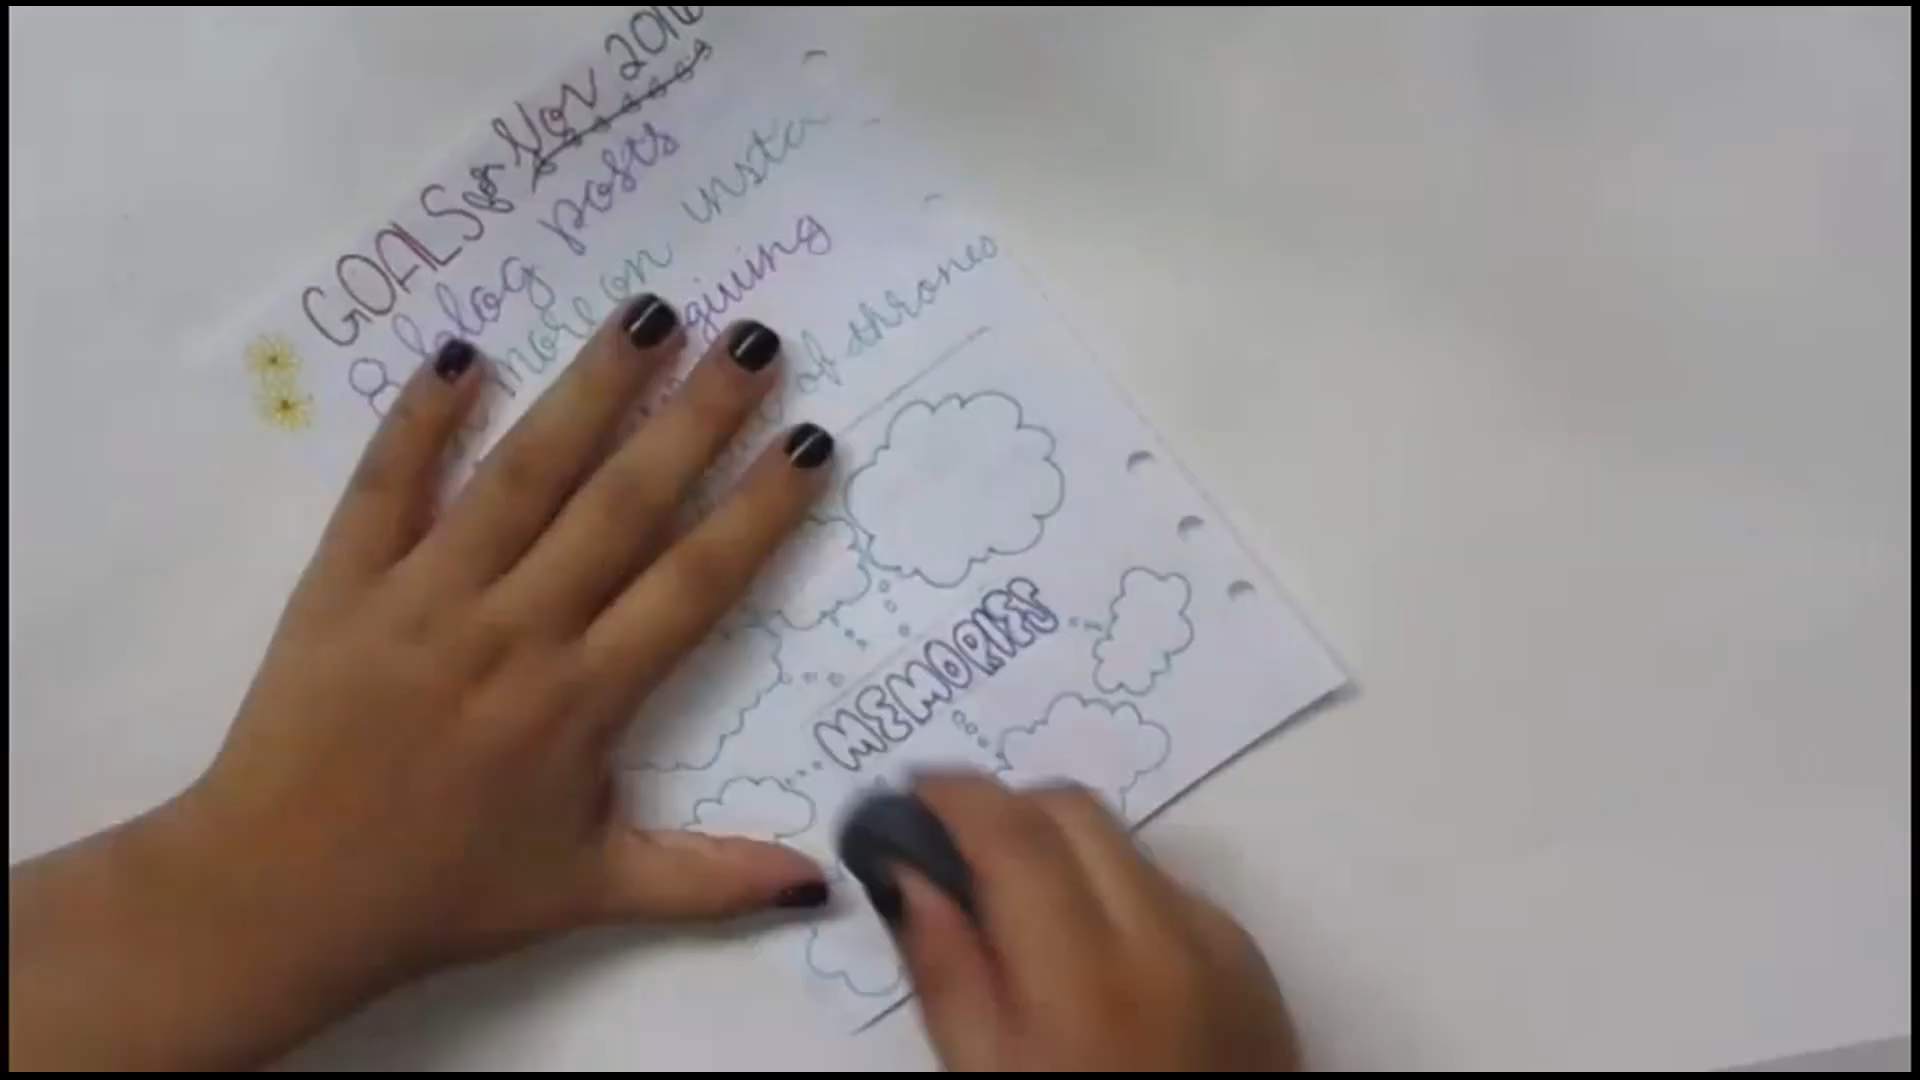 GOALS for Nov 2016
8 blog posts
more on insta
giving
of thrones
MEMORIES